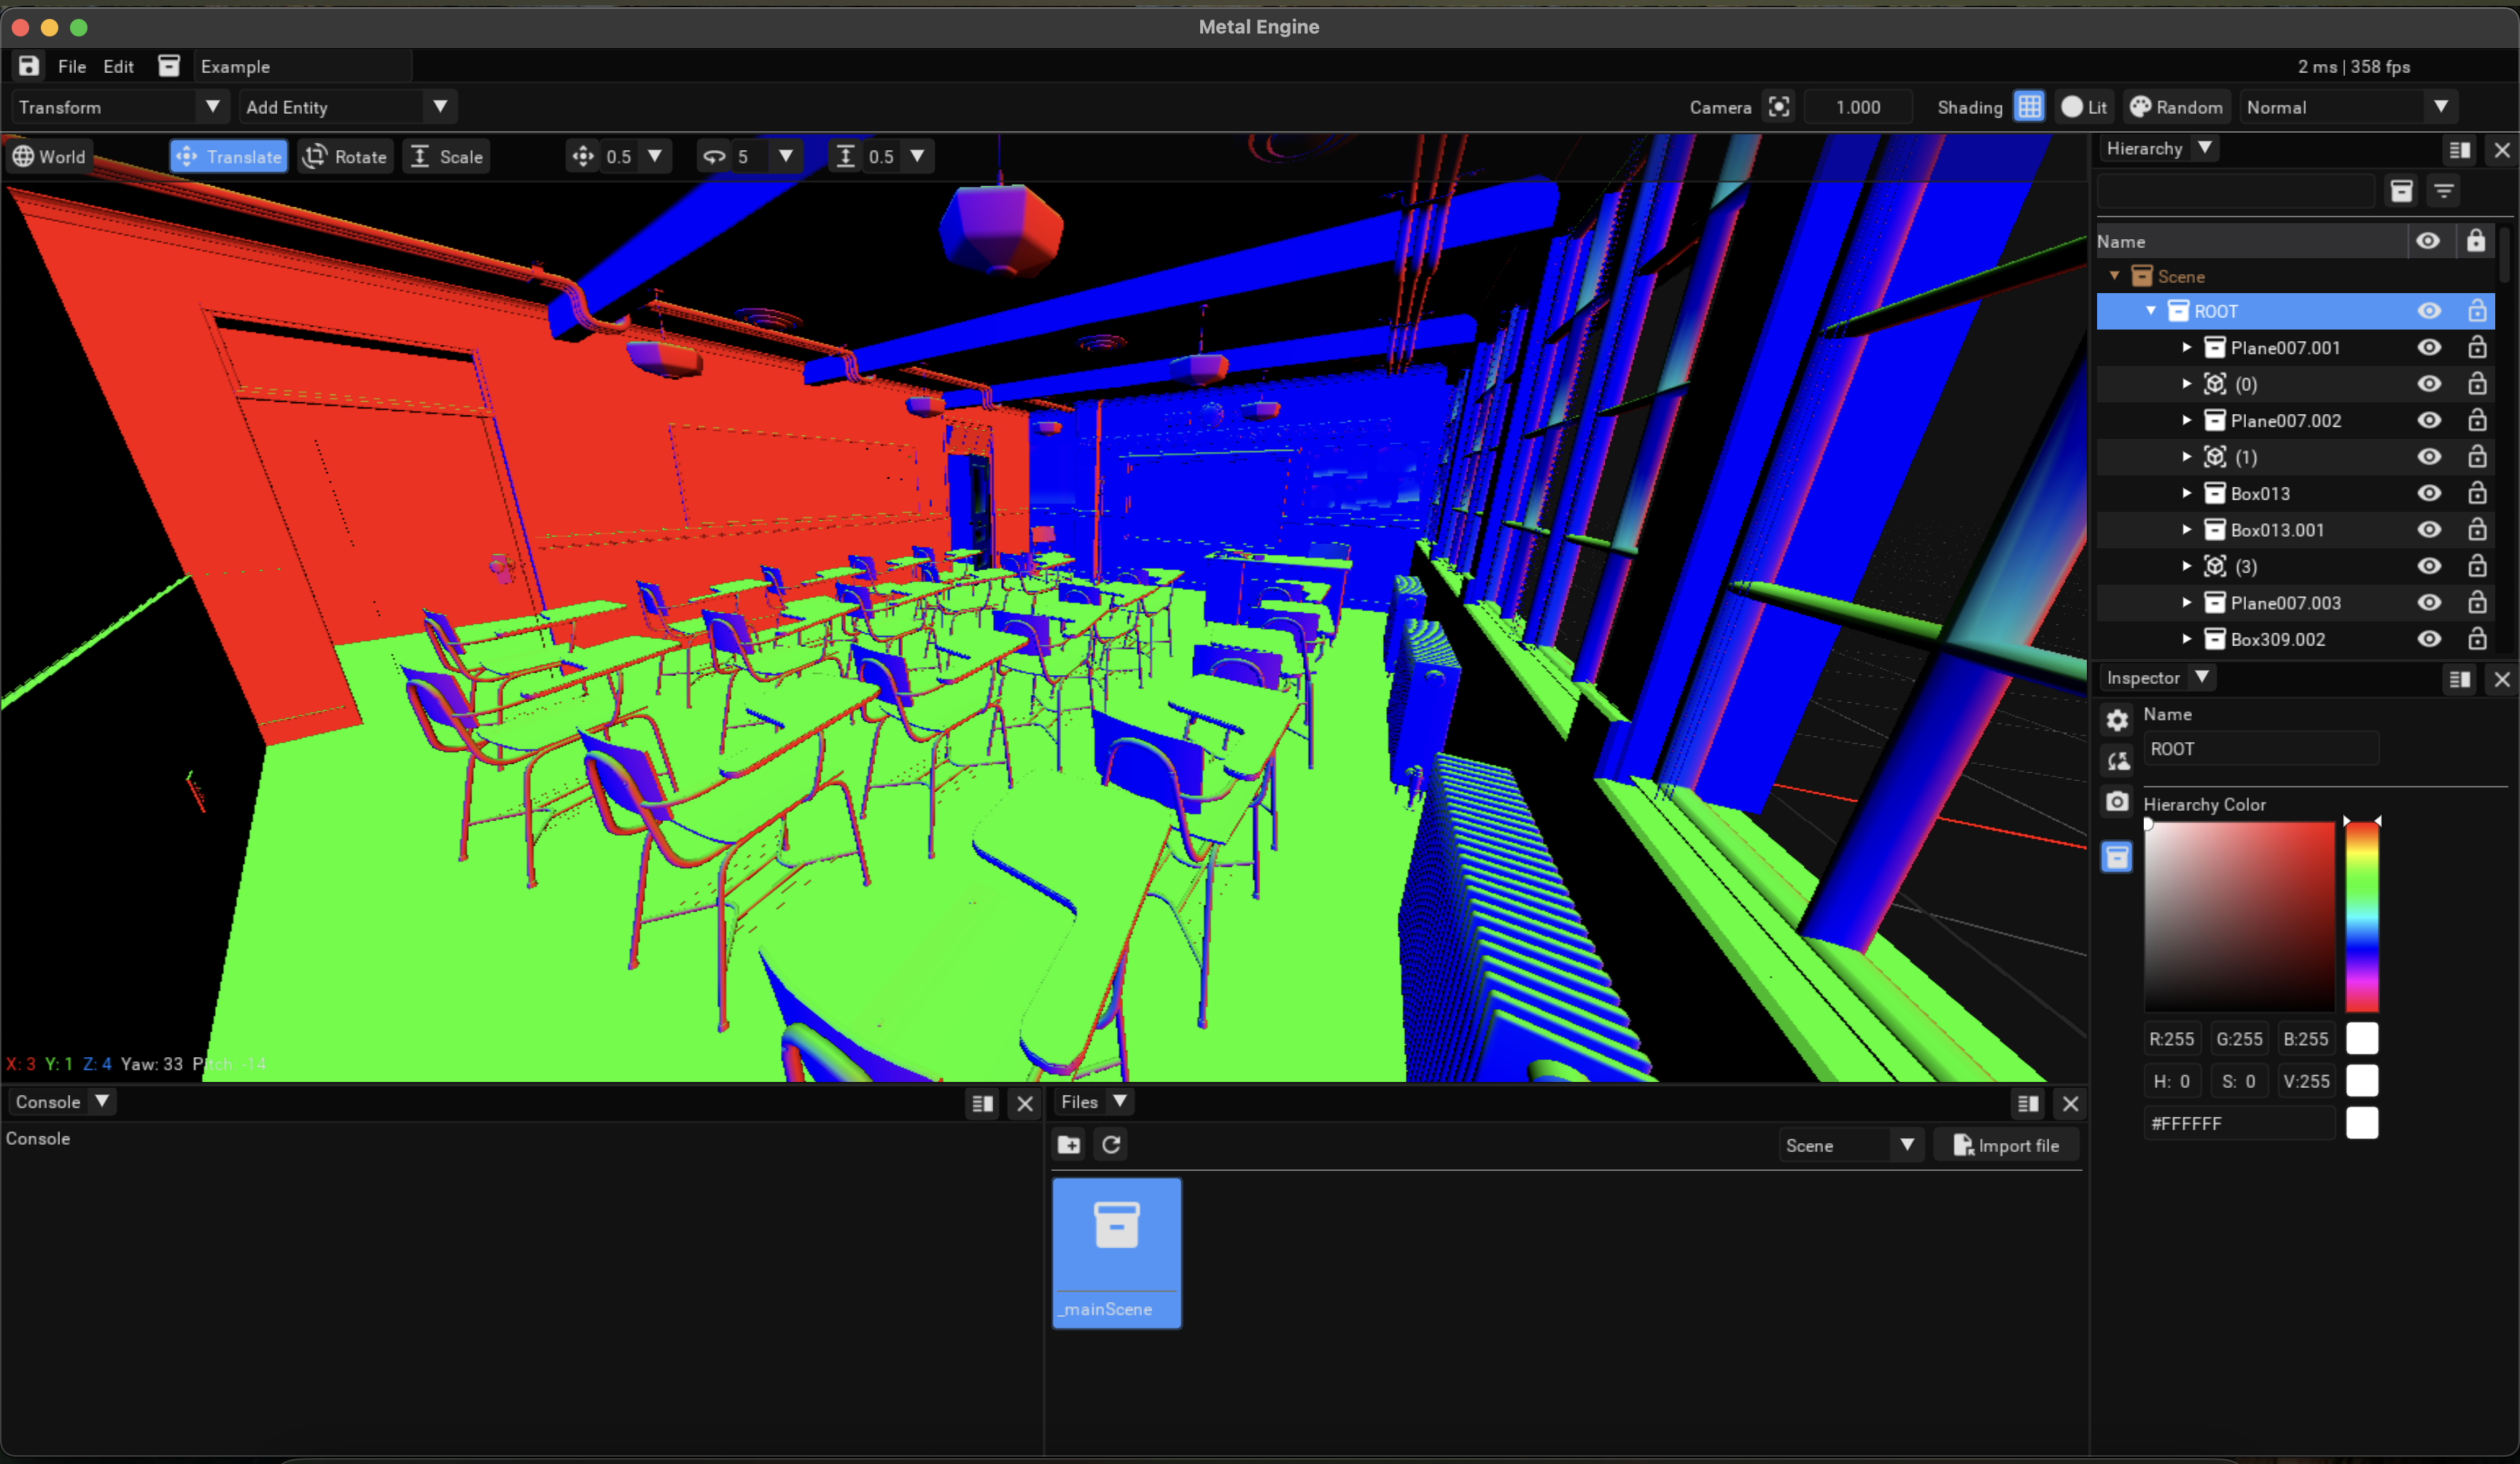 Metal Engine
File Edit Example 2 ms | 358 fps
Transform Add Entity Camera 1.000 Shading Lit Random Normal
World Translate Rotate Scale 0.5 5 0.5
Hierarchy
Name
Scene
ROOT
Plane007.001
(0)
Plane007.002
(1)
Box013
Box013.001
(3)
Plane007.003
Box309.002
Inspector
Name
ROOT
Hierarchy Color
R:255 G:255 B:255
H: 0 S: 0 V:255
#FFFFFF
X: 3 Y: 1 Z: 4 Yaw: 33 Pitch -14
Console
Console
Files
Scene Import file
_mainScene